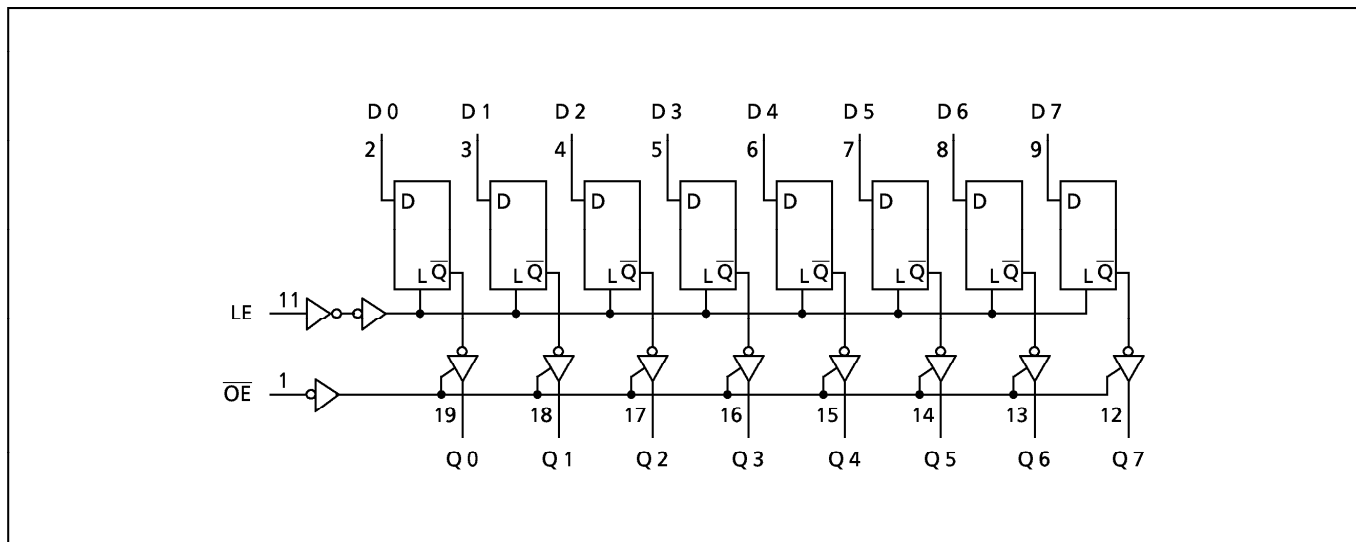 D0 D1 D2 D3 D4 D5 D6 D7
2 3 4 5 6 7 8 9
D D D D D D D D
L Q̅ L Q̅ L Q̅ L Q̅ L Q̅ L Q̅ L Q̅ L Q̅
LE 11
O̅E̅ 1
19 18 17 16 15 14 13 12
Q0 Q1 Q2 Q3 Q4 Q5 Q6 Q7